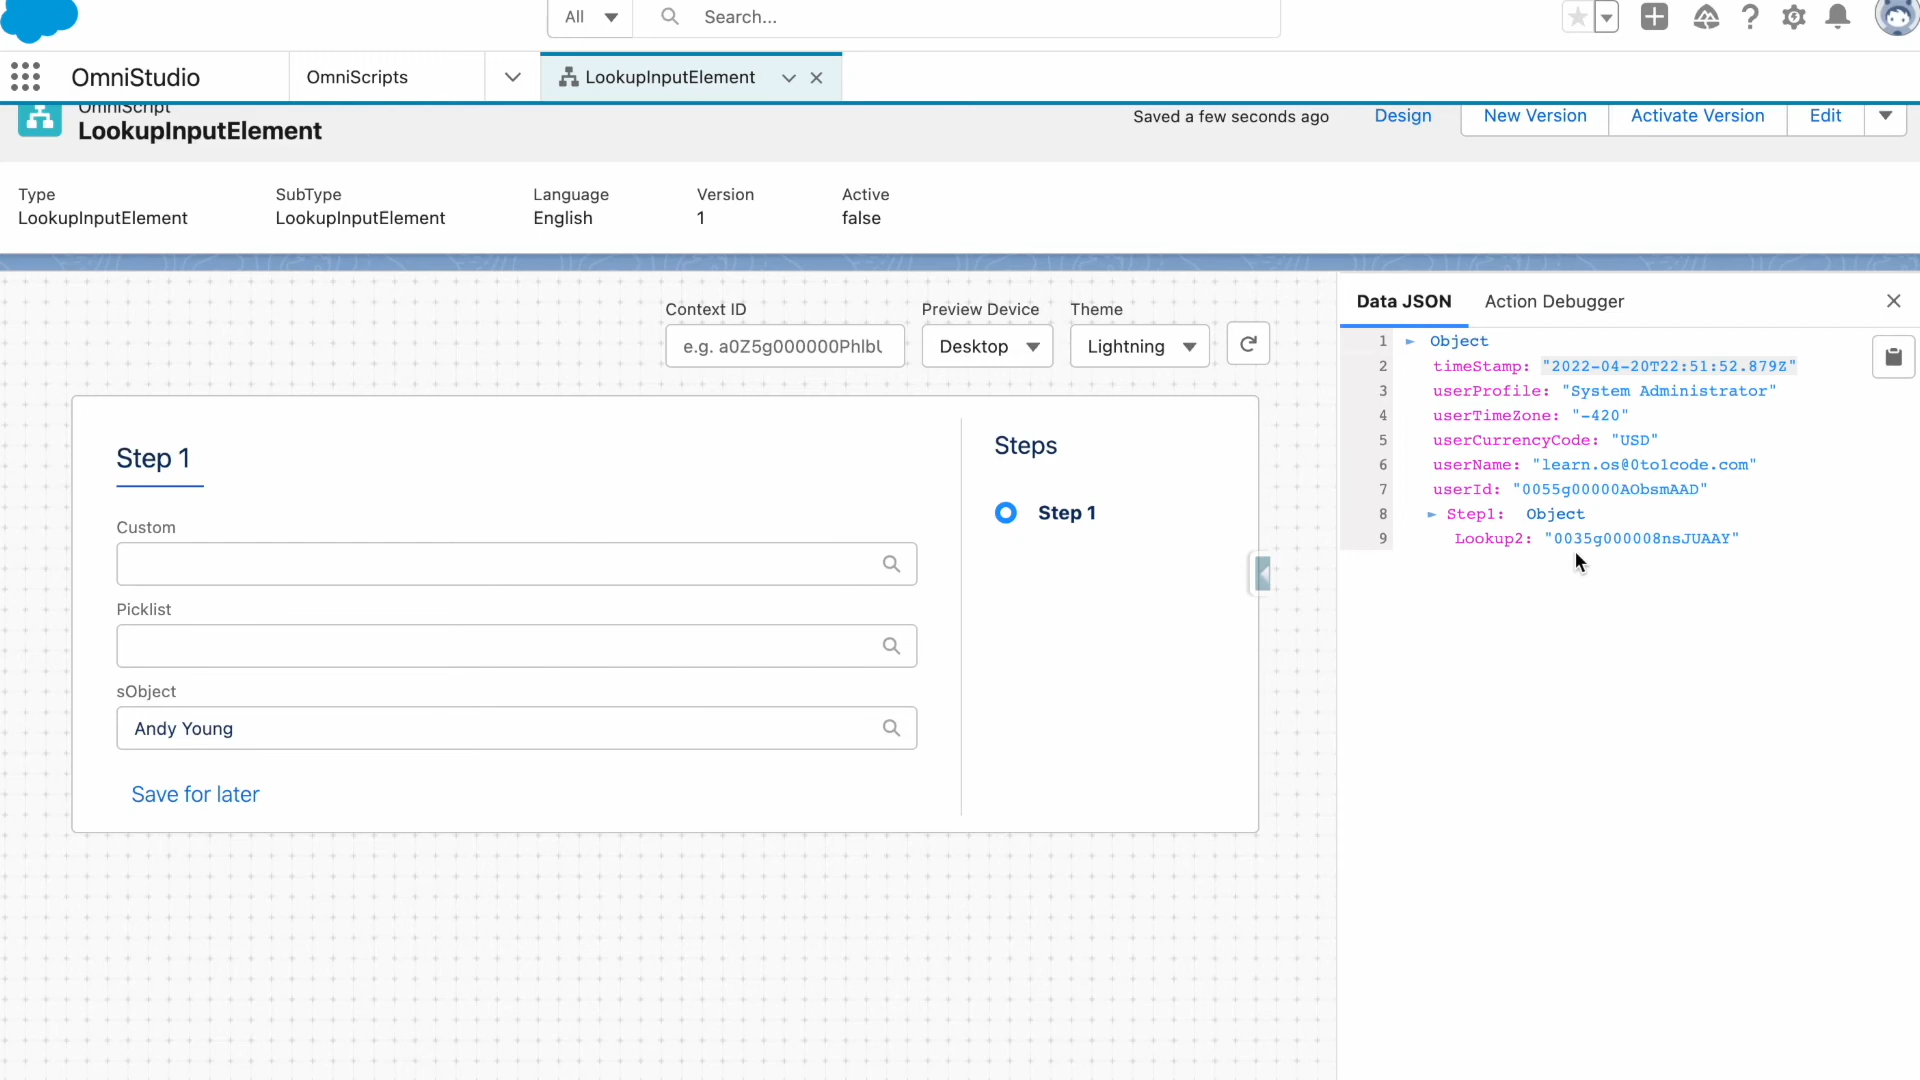 All
Search...
OmniStudio
OmniScripts
LookupInputElement
OmniScript
LookupInputElement
Saved a few seconds ago
Design
New Version
Activate Version
Edit
Type
LookupInputElement
SubType
LookupInputElement
Language
English
Version
1
Active
false
Context ID
e.g. a0Z5g000000PhlbU
Preview Device
Desktop
Theme
Lightning
Step 1
Custom
Picklist
sObject
Andy Young
Save for later
Steps
Step 1
Data JSON
Action Debugger
1 ► Object
2 timeStamp: "2022-04-20T22:51:52.879Z"
3 userProfile: "System Administrator"
4 userTimeZone: "-420"
5 userCurrencyCode: "USD"
6 userName: "learn.os@0to1code.com"
7 userId: "0055g00000AObsmAAD"
8 ► Step1: Object
9 Lookup2: "0035g000008nsJUAAY"